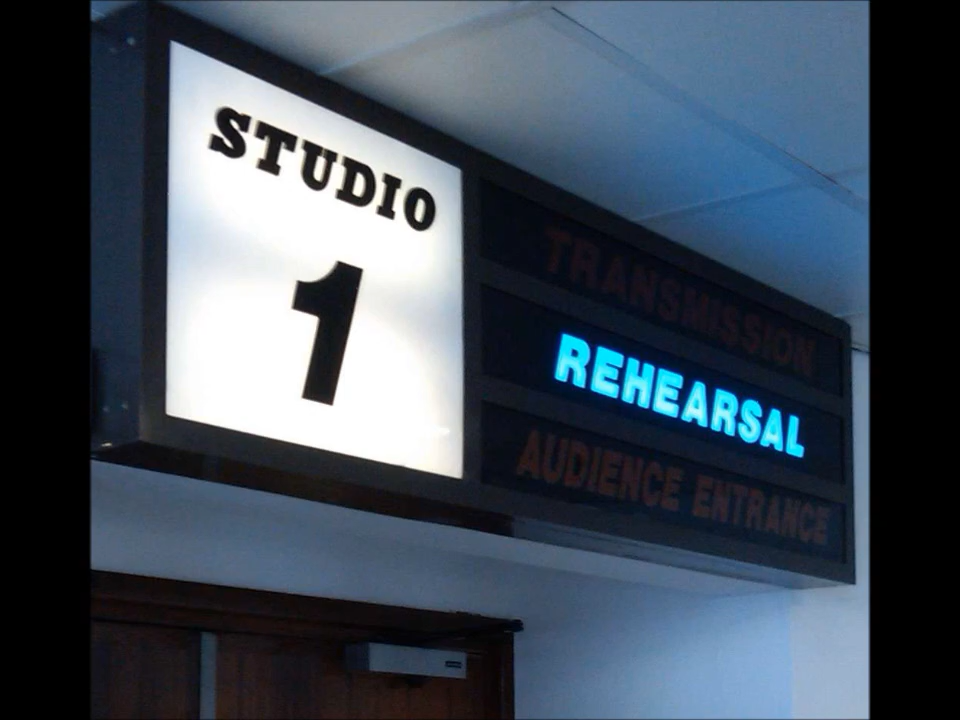 STUDIO
1
TRANSMISSION
REHEARSAL
AUDIENCE ENTRANCE